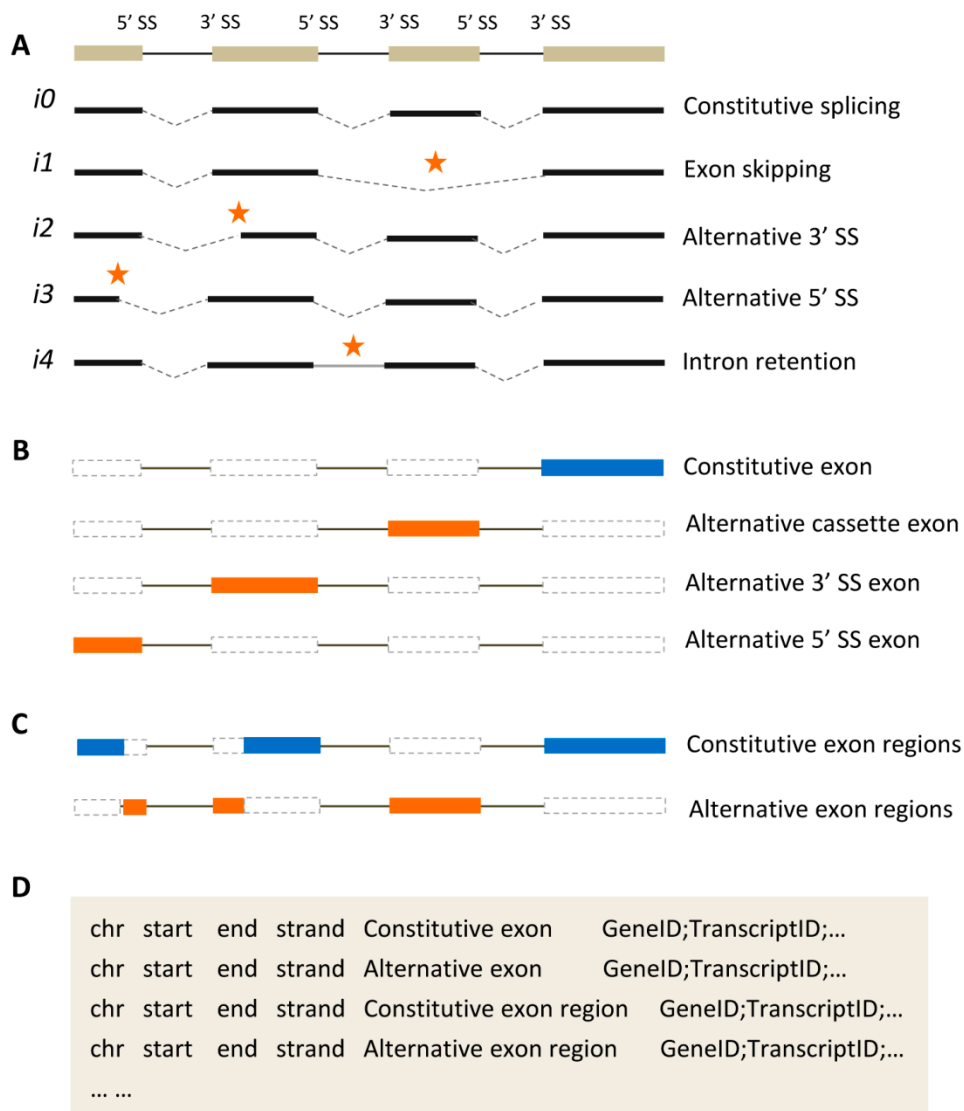 5’ SS 3’ SS 5’ SS 3’ SS 5’ SS 3’ SS
A
i0 Constitutive splicing
i1 Exon skipping
i2 Alternative 3’ SS
i3 Alternative 5’ SS
i4 Intron retention
B
Constitutive exon
Alternative cassette exon
Alternative 3’ SS exon
Alternative 5’ SS exon
C
Constitutive exon regions
Alternative exon regions
D
chr start end strand Constitutive exon GeneID;TranscriptID;…
chr start end strand Alternative exon GeneID;TranscriptID;…
chr start end strand Constitutive exon region GeneID;TranscriptID;…
chr start end strand Alternative exon region GeneID;TranscriptID;…
… …